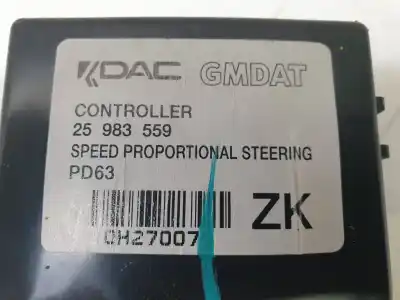 KDAC GMDAT
CONTROLLER
25 983 559
SPEED PROPORTIONAL STEERING
PD63
ZK
CH27007